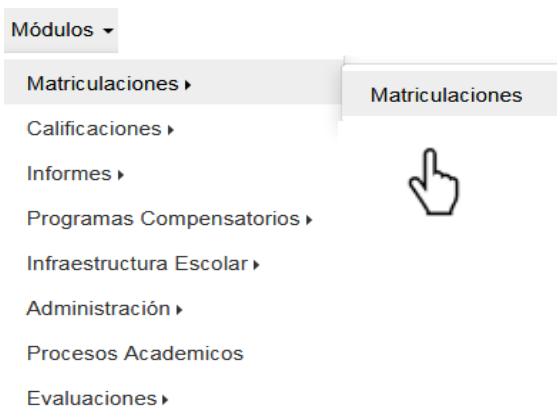 Módulos
Matriculaciones
Matriculaciones
Calificaciones
Informes
Programas Compensatorios
Infraestructura Escolar
Administración
Procesos Academicos
Evaluaciones